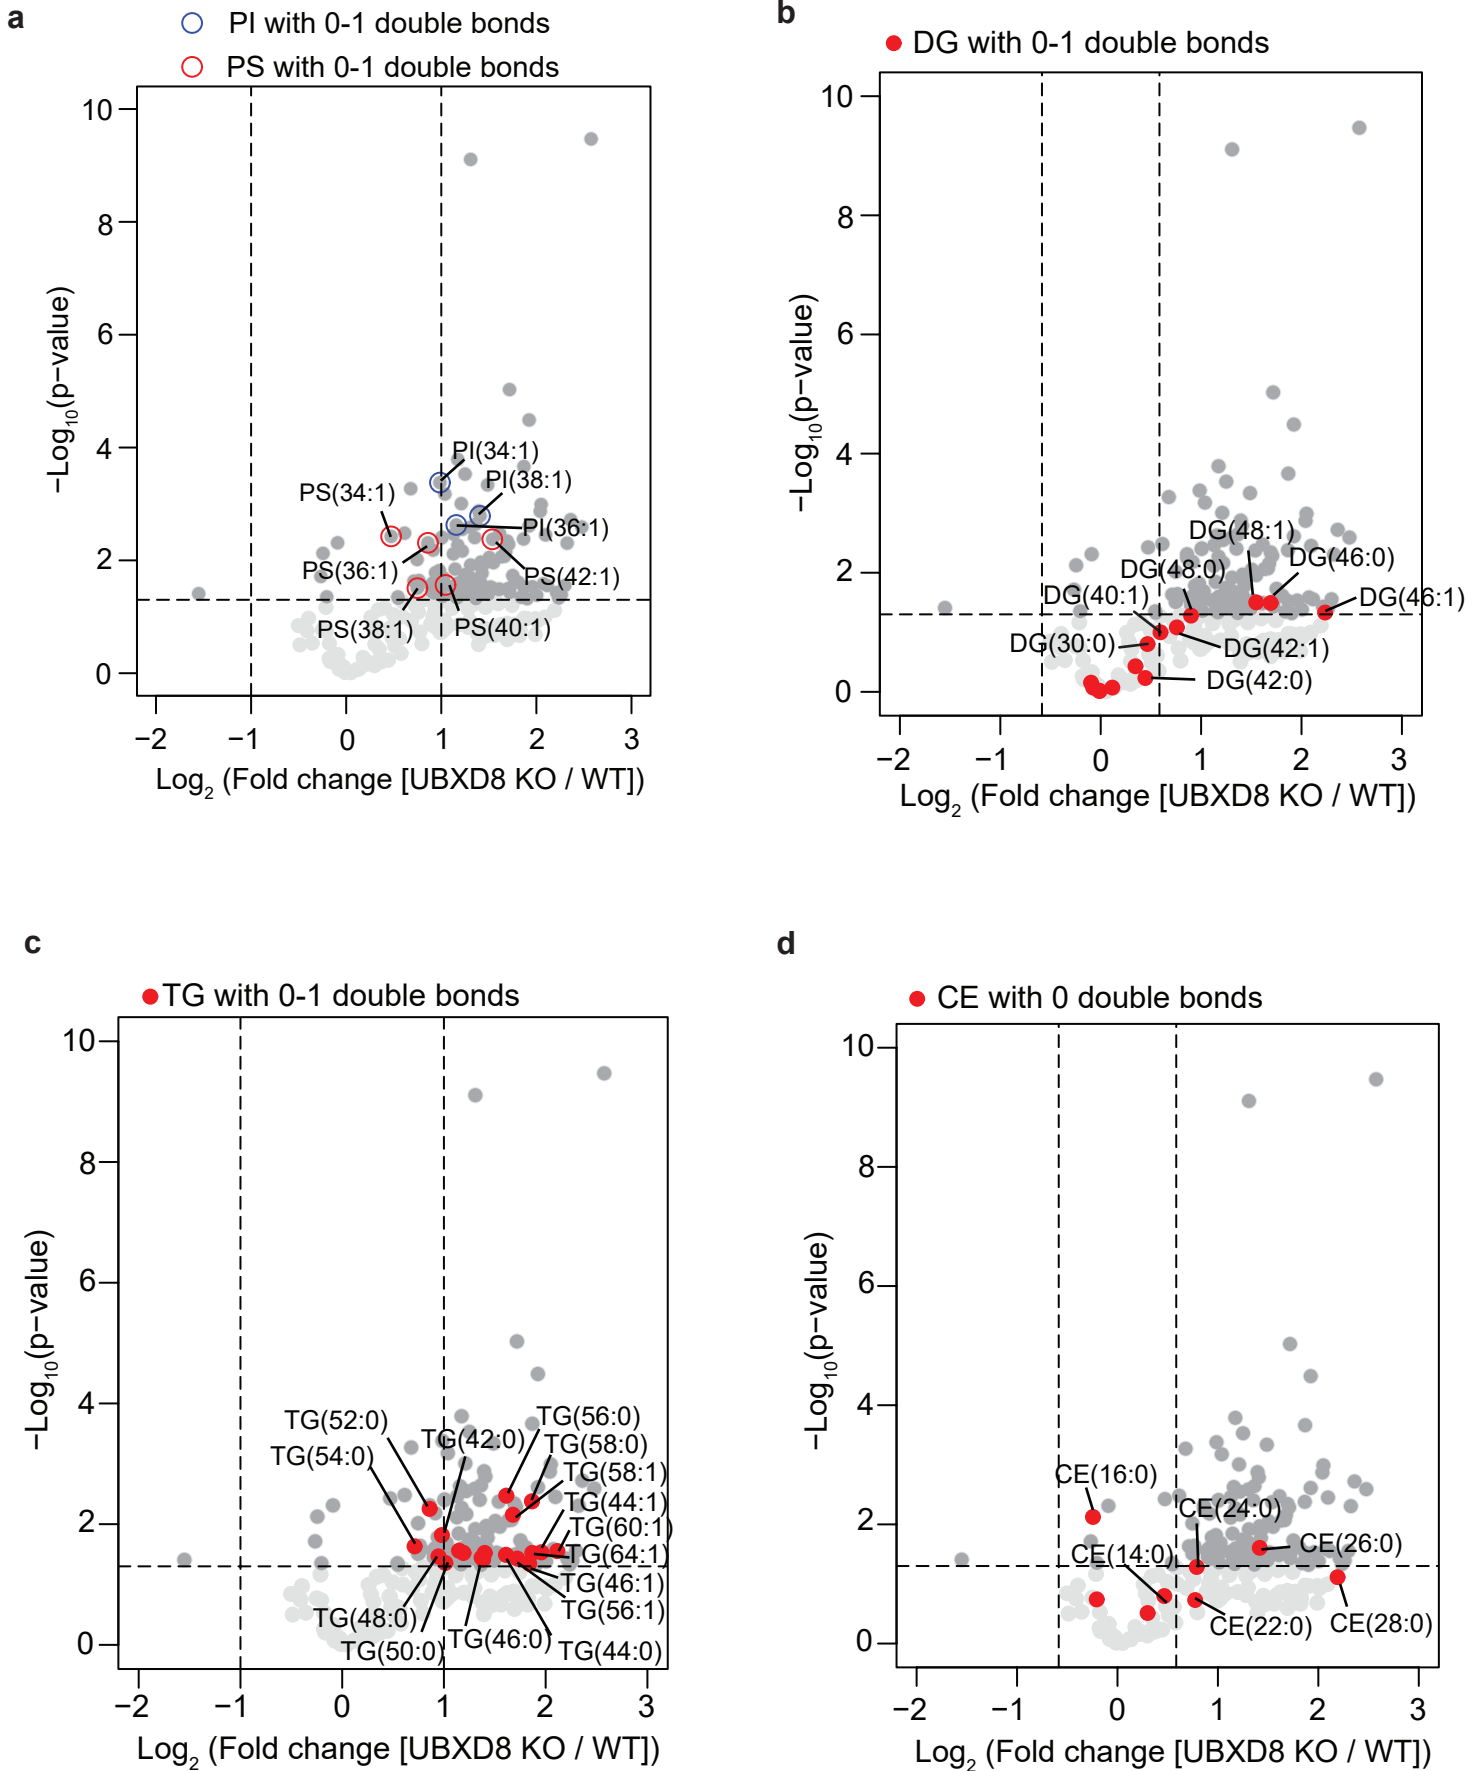 a
PI with 0-1 double bonds
PS with 0-1 double bonds
10
8
6
4
2
0
−Log10(p−value)
PI(34:1)
PI(38:1)
PS(34:1)
PI(36:1)
PS(36:1)
PS(42:1)
PS(38:1)
PS(40:1)
−2
−1
0
1
2
3
Log2 (Fold change [UBXD8 KO / WT])
b
DG with 0-1 double bonds
10
8
6
4
2
0
−Log10(p−value)
DG(48:1)
DG(46:0)
DG(48:0)
DG(40:1)
DG(46:1)
DG(30:0)
DG(42:1)
DG(42:0)
−2
−1
0
1
2
3
Log2 (Fold change [UBXD8 KO / WT])
c
TG with 0-1 double bonds
10
8
6
4
2
0
−Log10(p−value)
TG(52:0)
TG(56:0)
TG(42:0)
TG(58:0)
TG(54:0)
TG(58:1)
TG(44:1)
TG(60:1)
TG(64:1)
TG(46:1)
TG(56:1)
TG(48:0)
TG(50:0)
TG(46:0)
TG(44:0)
−2
−1
0
1
2
3
Log2 (Fold change [UBXD8 KO / WT])
d
CE with 0 double bonds
10
8
6
4
2
0
−Log10(p−value)
CE(16:0)
CE(24:0)
CE(26:0)
CE(14:0)
CE(22:0)
CE(28:0)
−2
−1
0
1
2
3
Log2 (Fold change [UBXD8 KO / WT])